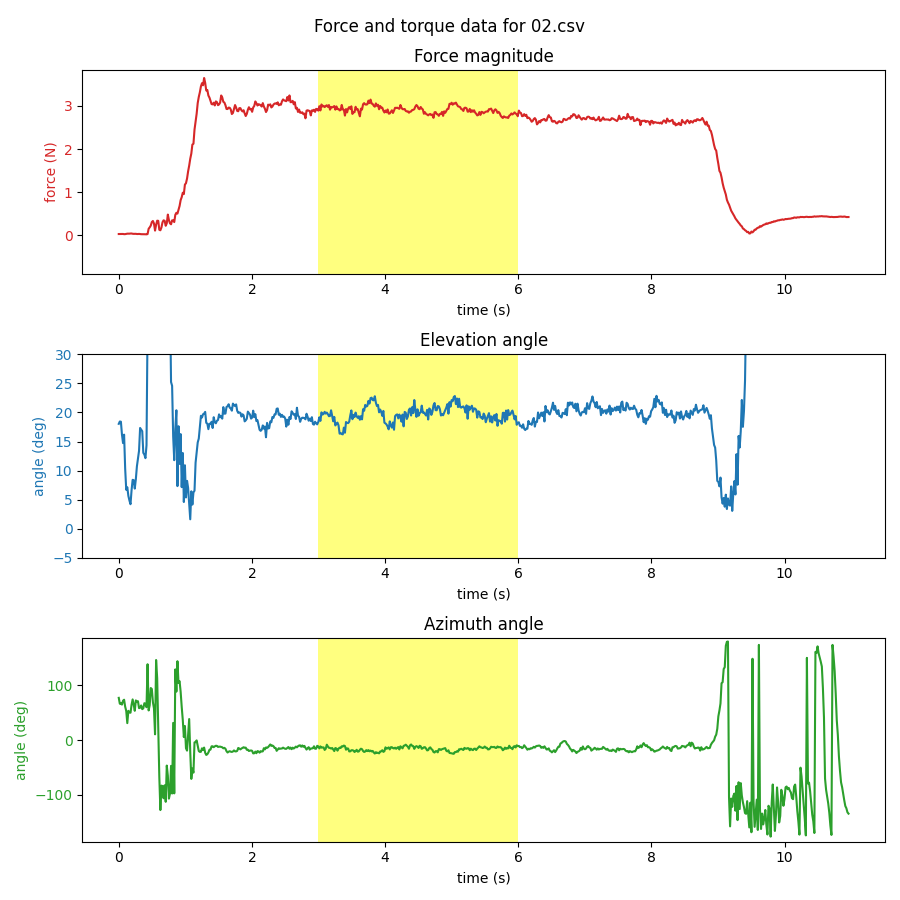 Force and torque data for 02.csv
Force magnitude
3
2
1
0
force (N)
0 2 4 6 8 10
time (s)
Elevation angle
30
25
20
15
10
5
0
−5
angle (deg)
0 2 4 6 8 10
time (s)
Azimuth angle
100
0
−100
angle (deg)
0 2 4 6 8 10
time (s)